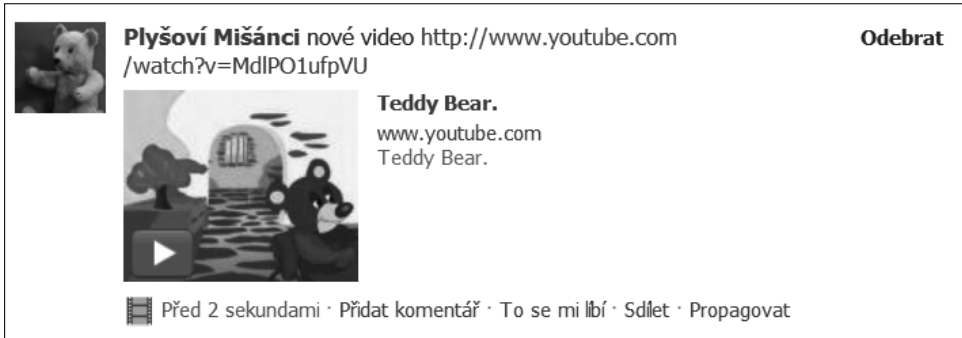 Plyšoví Mišánci nové video http://www.youtube.com
/watch?v=MdlPO1ufpVU
Odebrat
Teddy Bear.
www.youtube.com
Teddy Bear.
Před 2 sekundami · Přidat komentář · To se mi líbí · Sdílet · Propagovat